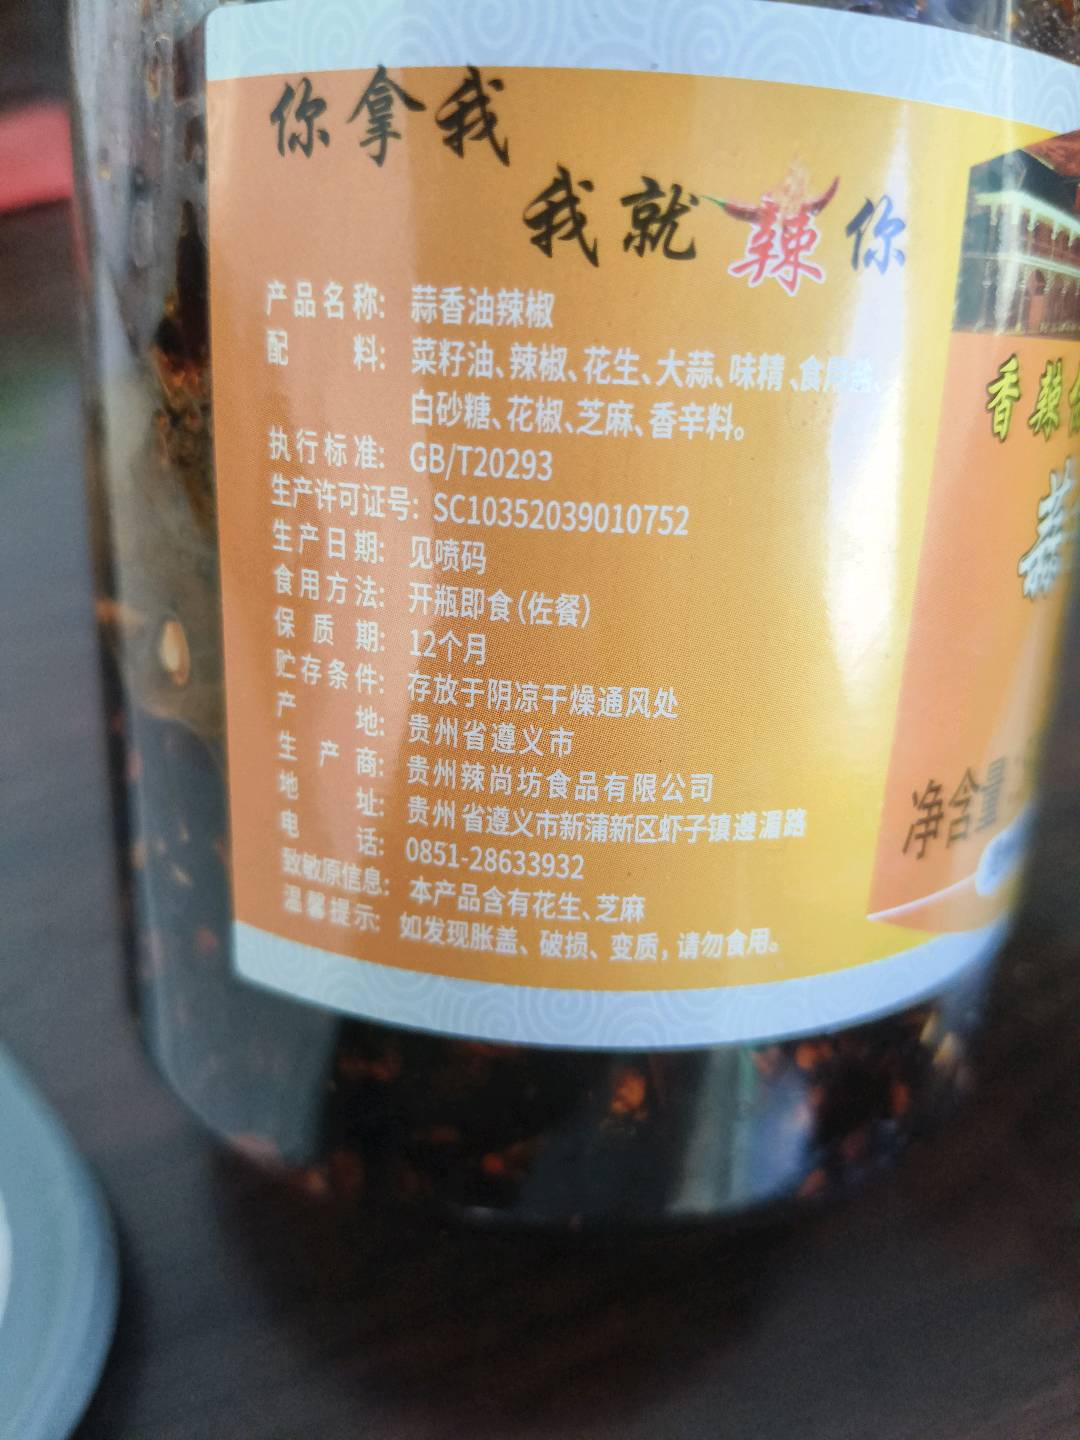 你拿我
我就辣你
产品名称: 蒜香油辣椒
配料: 菜籽油、辣椒、花生、大蒜、味精、食用盐、
白砂糖、花椒、芝麻、香辛料。
执行标准: GB/T20293
生产许可证号: SC10352039010752
生产日期: 见喷码
食用方法: 开瓶即食(佐餐)
保质期: 12个月
贮存条件: 存放于阴凉干燥通风处
产地: 贵州省遵义市
生产商: 贵州辣尚坊食品有限公司
地址: 贵州省遵义市新蒲新区虾子镇遵湄路
电话: 0851-28633932
致敏原信息: 本产品含有花生、芝麻
温馨提示: 如发现胀盖、破损、变质,请勿食用。
香辣
蒜
净含量